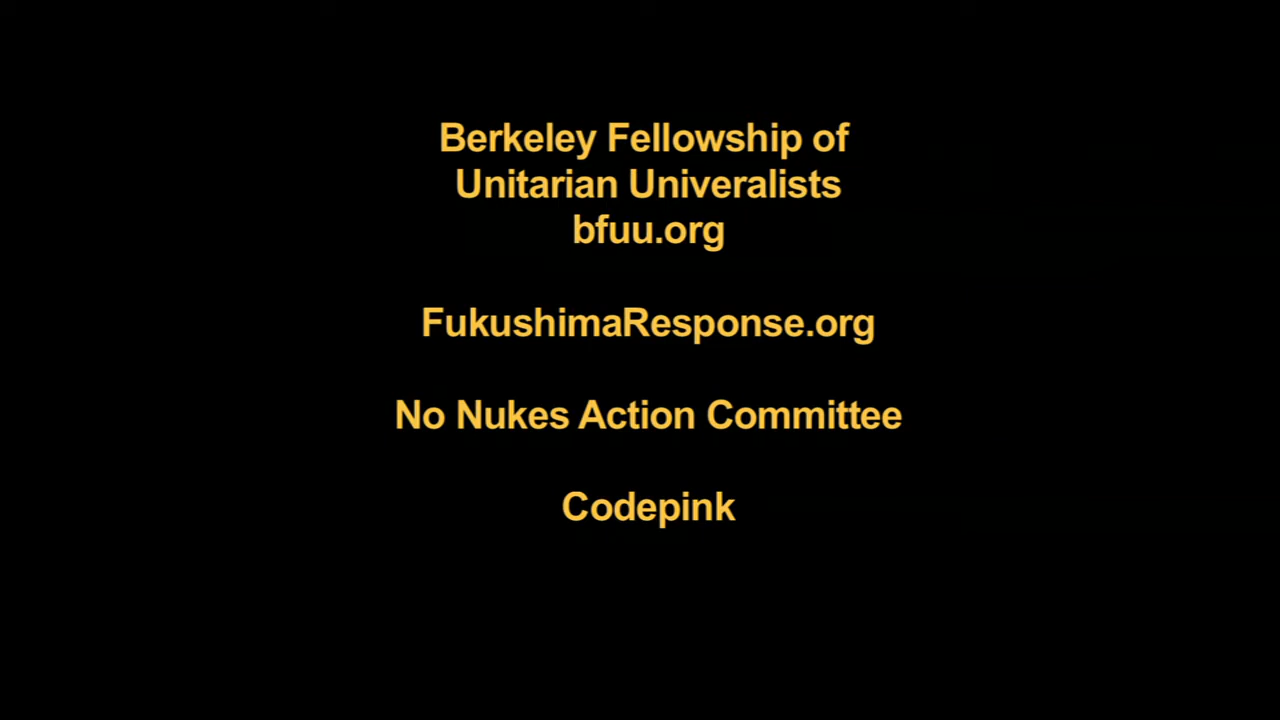 Berkeley Fellowship of
Unitarian Univeralists
bfuu.org
FukushimaResponse.org
No Nukes Action Committee
Codepink